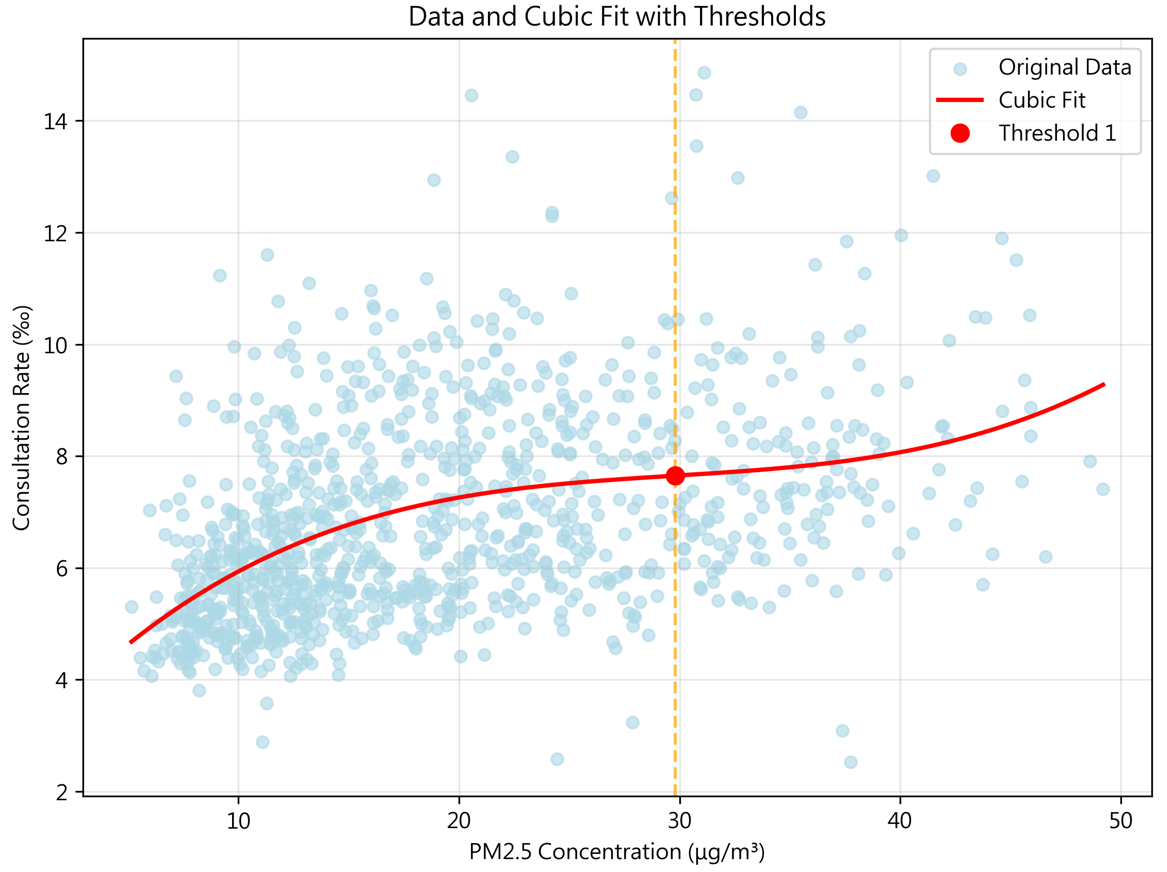 Data and Cubic Fit with Thresholds
Original Data
Cubic Fit
Threshold 1
Consultation Rate (‰)
14
12
10
8
6
4
2
10
20
30
40
50
PM2.5 Concentration (μg/m³)